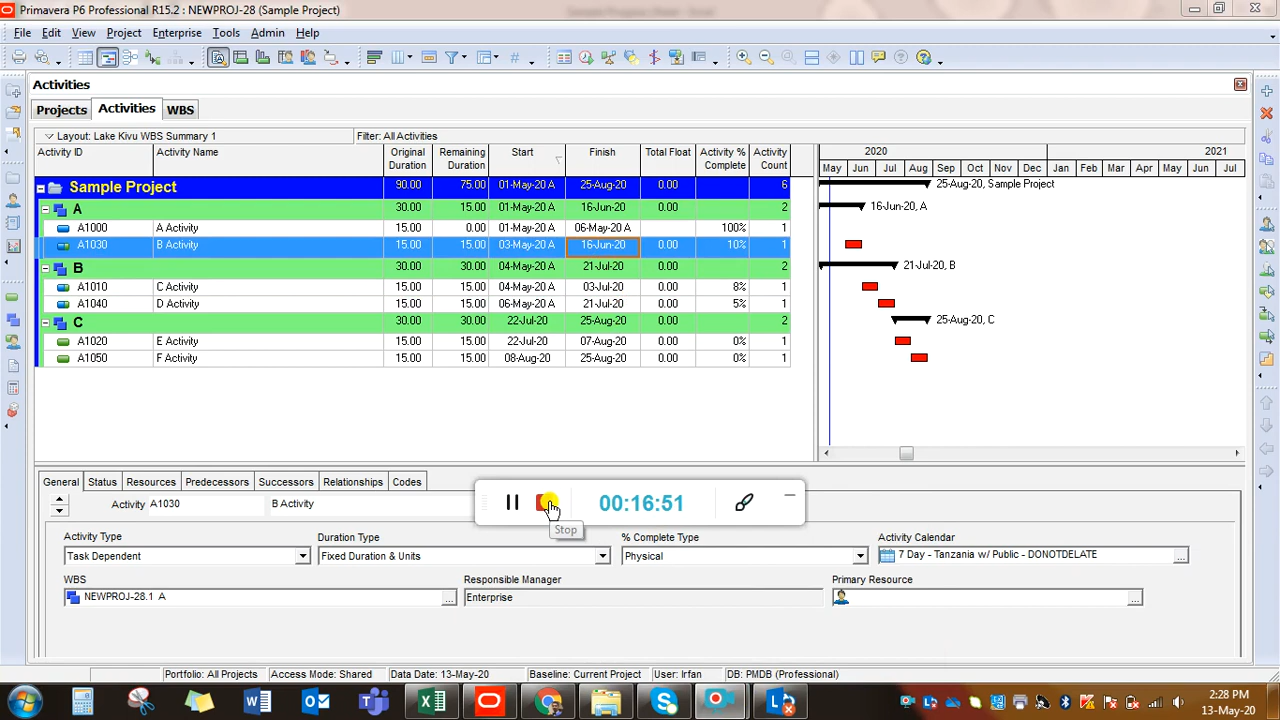 Primavera P6 Professional R15.2 : NEWPROJ-28 (Sample Project)
File Edit View Project Enterprise Tools Admin Help
Activities
Projects Activities WBS
Layout: Lake Kivu WBS Summary 1 Filter: All Activities
Activity ID Activity Name Original Duration Remaining Duration Start Finish Total Float Activity % Complete Activity Count
2020 2021
May Jun Jul Aug Sep Oct Nov Dec Jan Feb Mar Apr May Jun Jul
Sample Project 90.00 75.00 01-May-20 A 25-Aug-20 0.00 6 25-Aug-20, Sample Project
A 30.00 15.00 01-May-20 A 16-Jun-20 0.00 2 16-Jun-20, A
A1000 A Activity 15.00 0.00 01-May-20 A 06-May-20 A 100% 1
A1030 B Activity 15.00 15.00 03-May-20 A 16-Jun-20 0.00 10% 1
B 30.00 30.00 04-May-20 A 21-Jul-20 0.00 2 21-Jul-20, B
A1010 C Activity 15.00 15.00 04-May-20 A 03-Jul-20 0.00 8% 1
A1040 D Activity 15.00 15.00 06-May-20 A 21-Jul-20 0.00 5% 1
C 30.00 30.00 22-Jul-20 25-Aug-20 0.00 2 25-Aug-20, C
A1020 E Activity 15.00 15.00 22-Jul-20 07-Aug-20 0.00 0% 1
A1050 F Activity 15.00 15.00 08-Aug-20 25-Aug-20 0.00 0% 1
General Status Resources Predecessors Successors Relationships Codes
Activity A1030 B Activity
00:16:51
Stop
Activity Type Duration Type % Complete Type Activity Calendar
Task Dependent Fixed Duration & Units Physical 7 Day - Tanzania w/ Public - DONOTDELATE
WBS Responsible Manager Primary Resource
NEWPROJ-28.1 A Enterprise
Portfolio: All Projects Access Mode: Shared Data Date: 13-May-20 Baseline: Current Project User: Irfan DB: PMDB (Professional)
2:28 PM
13-May-20